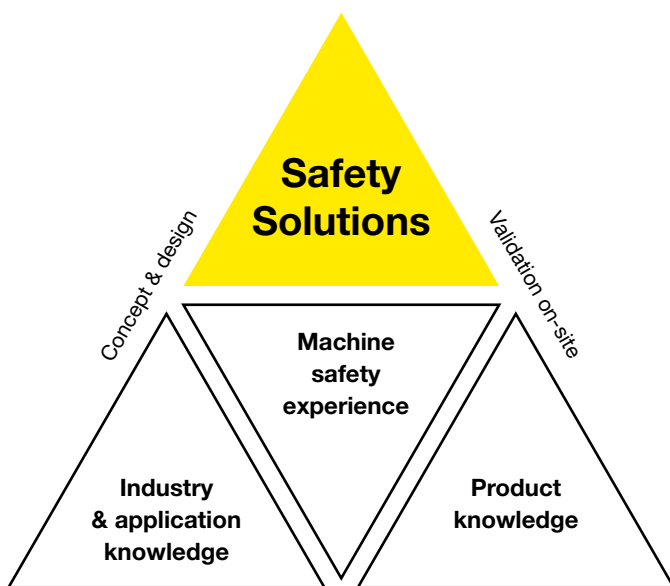 Safety
Solutions
Concept & design
Validation on-site
Machine
safety
experience
Industry
& application
knowledge
Product
knowledge